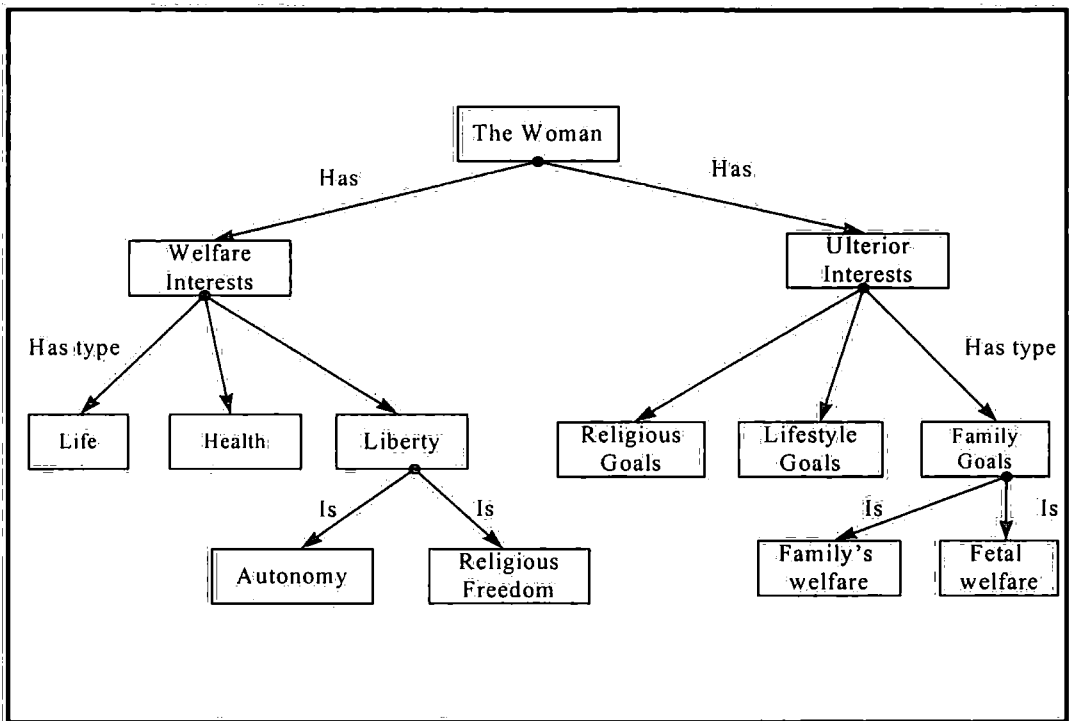 The Woman
Has
Has
Welfare
Interests
Ulterior
Interests
Has type
Has type
Life
Health
Liberty
Religious
Goals
Lifestyle
Goals
Family
Goals
Is
Is
Is
Is
Autonomy
Religious
Freedom
Family's
welfare
Fetal
welfare